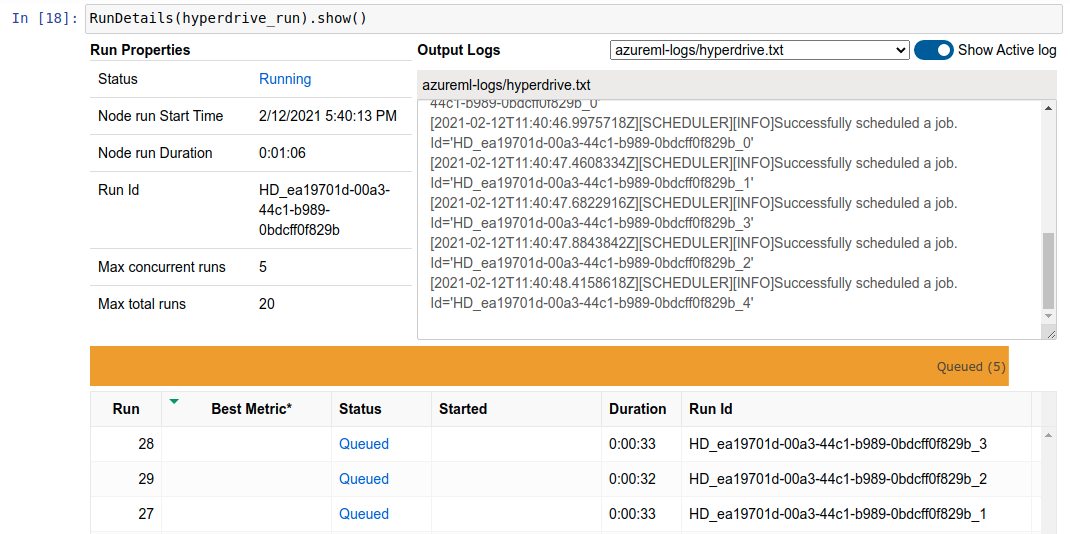 In [18]: RunDetails(hyperdrive_run).show()
Run Properties
Status Running
Node run Start Time 2/12/2021 5:40:13 PM
Node run Duration 0:01:06
Run Id HD_ea19701d-00a3-
44c1-b989-
0bdcff0f829b
Max concurrent runs 5
Max total runs 20
Output Logs azureml-logs/hyperdrive.txt Show Active log
azureml-logs/hyperdrive.txt
44c1-b989-0bdcff0f829b_0'
[2021-02-12T11:40:46.9975718Z][SCHEDULER][INFO]Successfully scheduled a job.
Id='HD_ea19701d-00a3-44c1-b989-0bdcff0f829b_0'
[2021-02-12T11:40:47.4608334Z][SCHEDULER][INFO]Successfully scheduled a job.
Id='HD_ea19701d-00a3-44c1-b989-0bdcff0f829b_1'
[2021-02-12T11:40:47.6822916Z][SCHEDULER][INFO]Successfully scheduled a job.
Id='HD_ea19701d-00a3-44c1-b989-0bdcff0f829b_3'
[2021-02-12T11:40:47.8843842Z][SCHEDULER][INFO]Successfully scheduled a job.
Id='HD_ea19701d-00a3-44c1-b989-0bdcff0f829b_2'
[2021-02-12T11:40:48.4158618Z][SCHEDULER][INFO]Successfully scheduled a job.
Id='HD_ea19701d-00a3-44c1-b989-0bdcff0f829b_4'
Queued (5)
Run Best Metric* Status Started Duration Run Id
28 Queued 0:00:33 HD_ea19701d-00a3-44c1-b989-0bdcff0f829b_3
29 Queued 0:00:32 HD_ea19701d-00a3-44c1-b989-0bdcff0f829b_2
27 Queued 0:00:33 HD_ea19701d-00a3-44c1-b989-0bdcff0f829b_1